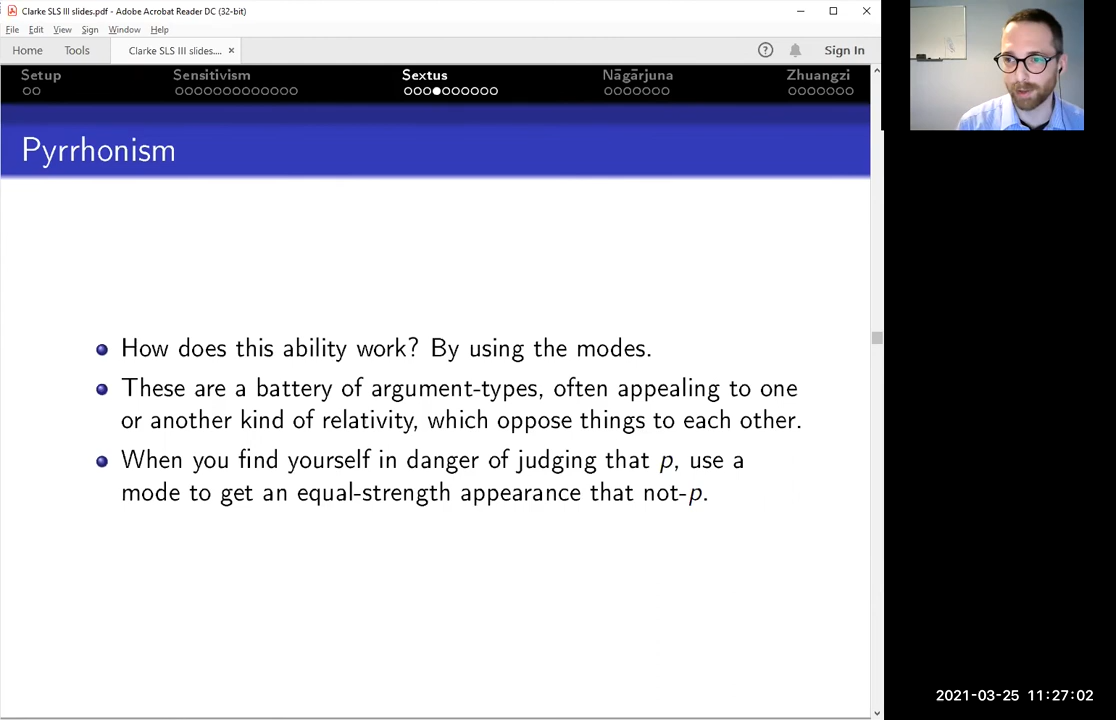 Clarke SLS III slides.pdf - Adobe Acrobat Reader DC (32-bit)
File Edit View Sign Window Help
Home Tools Clarke SLS III slides.... × Sign In
Setup Sensitivism Sextus Nāgārjuna Zhuangzi
Pyrrhonism
How does this ability work? By using the modes.
These are a battery of argument-types, often appealing to one
or another kind of relativity, which oppose things to each other.
When you find yourself in danger of judging that p, use a
mode to get an equal-strength appearance that not-p.
2021-03-25 11:27:02